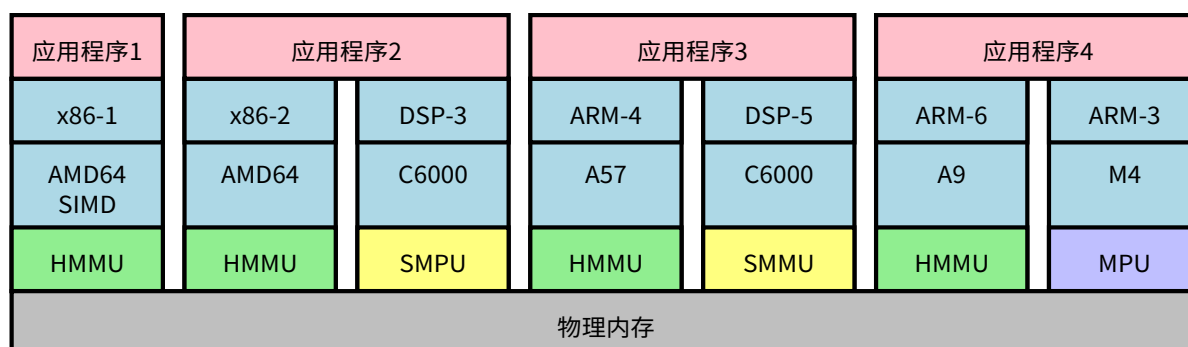 应用程序1
应用程序2
应用程序3
应用程序4
x86-1
x86-2
DSP-3
ARM-4
DSP-5
ARM-6
ARM-3
AMD64
SIMD
AMD64
C6000
A57
C6000
A9
M4
HMMU
HMMU
SMPU
HMMU
SMMU
HMMU
MPU
物理内存